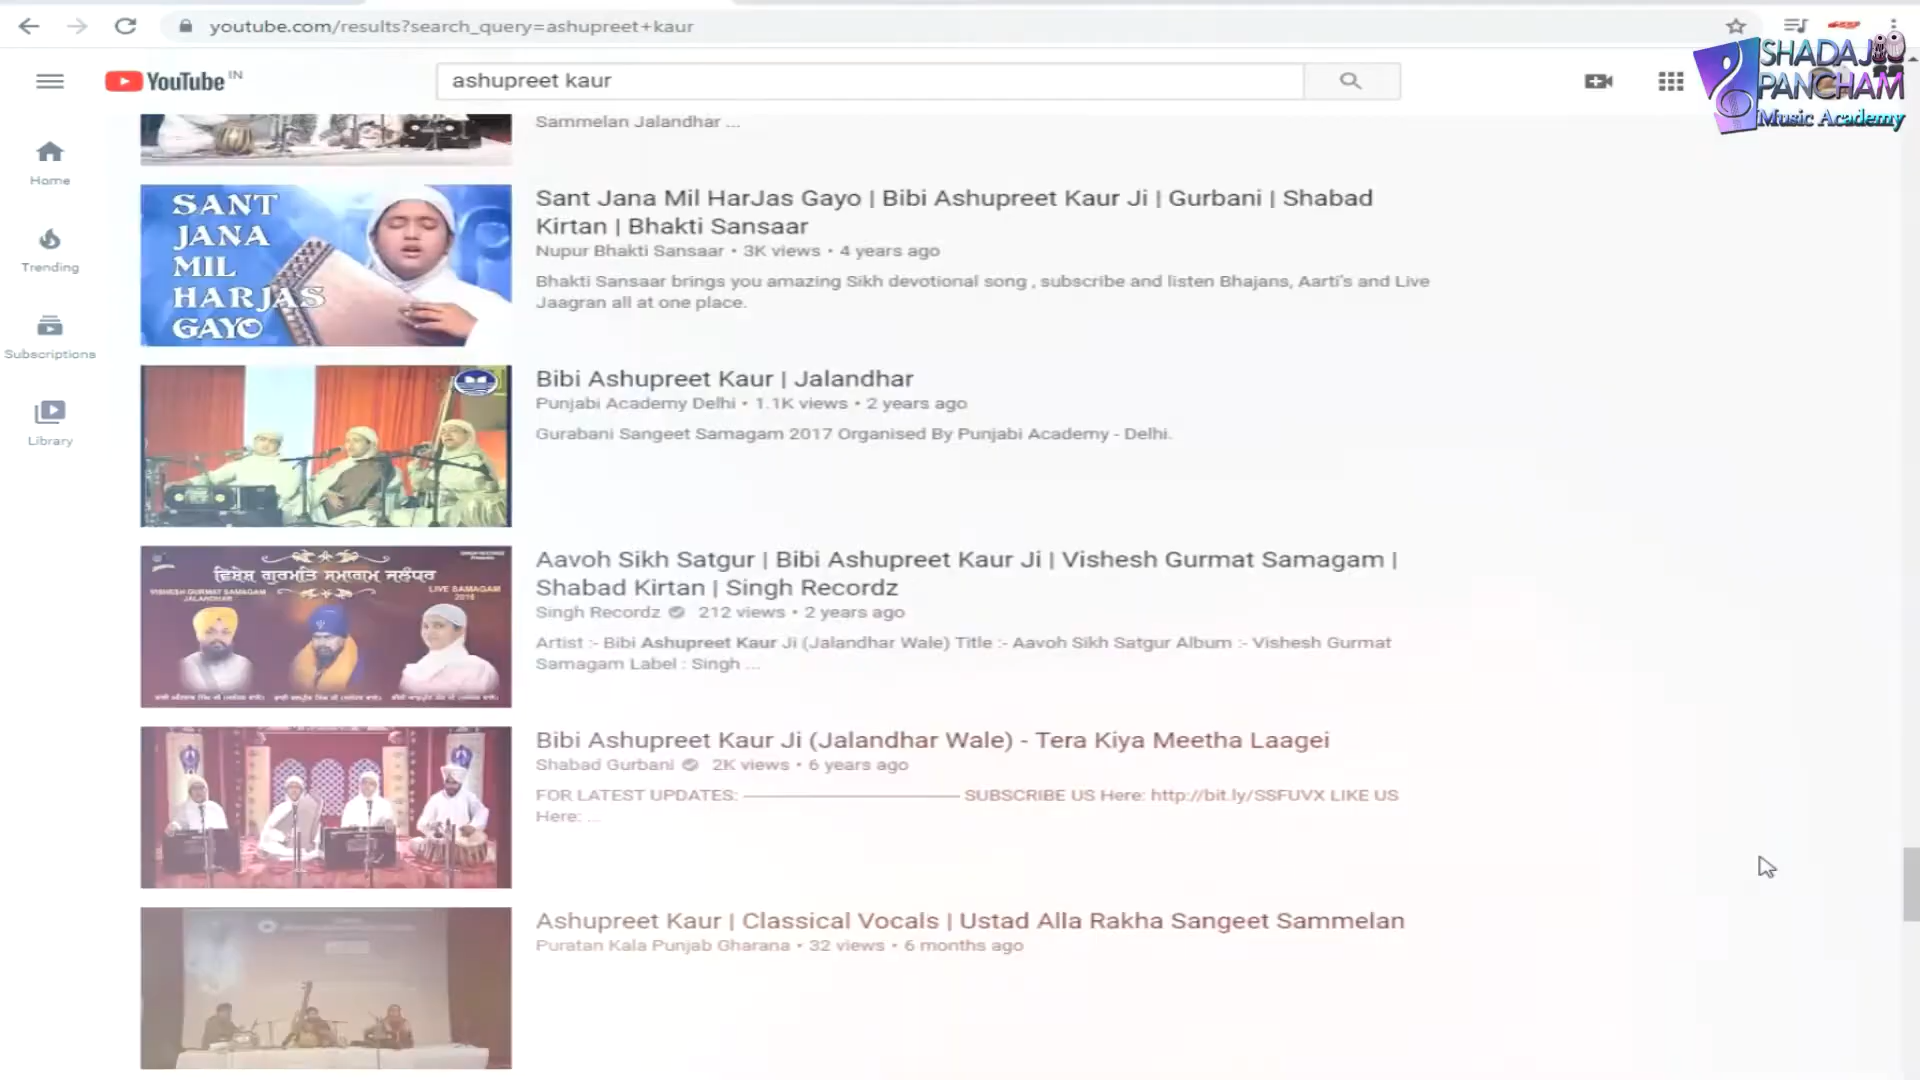 youtube.com/results?search_query=ashupreet+kaur
YouTube IN
ashupreet kaur
SHADAJ
PANCHAM
Music Academy
Home
Trending
Subscriptions
Library
Sammelan Jalandhar ...
SANT
JANA
MIL
HARJAS
GAYO
Sant Jana Mil HarJas Gayo | Bibi Ashupreet Kaur Ji | Gurbani | Shabad
Kirtan | Bhakti Sansaar
Nupur Bhakti Sansaar • 3K views • 4 years ago
Bhakti Sansaar brings you amazing Sikh devotional song , subscribe and listen Bhajans, Aarti's and Live
Jaagran all at one place.
Bibi Ashupreet Kaur | Jalandhar
Punjabi Academy Delhi • 1.1K views • 2 years ago
Gurabani Sangeet Samagam 2017 Organised By Punjabi Academy - Delhi.
ਵਿਸ਼ੇਸ਼ ਗੁਰਮਤਿ ਸਮਾਗਮ ਜਲੰਧਰ
VISHESH GURMAT SAMAGAM
JALANDHAR
LIVE SAMAGAM
Aavoh Sikh Satgur | Bibi Ashupreet Kaur Ji | Vishesh Gurmat Samagam |
Shabad Kirtan | Singh Recordz
Singh Recordz 212 views • 2 years ago
Artist :- Bibi Ashupreet Kaur Ji (Jalandhar Wale) Title :- Aavoh Sikh Satgur Album :- Vishesh Gurmat
Samagam Label : Singh ...
Bibi Ashupreet Kaur Ji (Jalandhar Wale) - Tera Kiya Meetha Laagei
Shabad Gurbani 2K views • 6 years ago
FOR LATEST UPDATES: ———————————— SUBSCRIBE US Here: http://bit.ly/SSFUVX LIKE US
Here: ...
Ashupreet Kaur | Classical Vocals | Ustad Alla Rakha Sangeet Sammelan
Puratan Kala Punjab Gharana • 32 views • 6 months ago